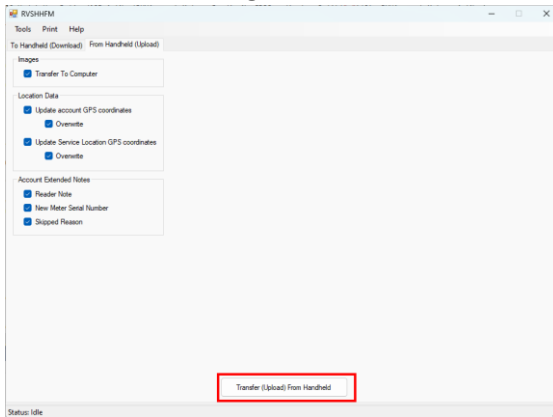 RVSHHFM
Tools Print Help
To Handheld (Download) From Handheld (Upload)
Images
Transfer To Computer
Location Data
Update account GPS coordinates
Overwrite
Update Service Location GPS coordinates
Overwrite
Account Extended Notes
Reader Note
New Meter Serial Number
Skipped Reason
Transfer (Upload) From Handheld
Status: Idle